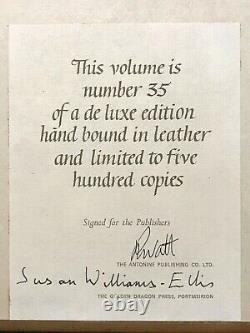 This volume is
number 35
of a de luxe edition
hand bound in leather
and limited to five
hundred copies
Signed for the Publishers
THE ANTONINE PUBLISHING CO. LTD.
Susan Williams-Ellis
THE GOLDEN DRAGON PRESS, PORTMEIRION